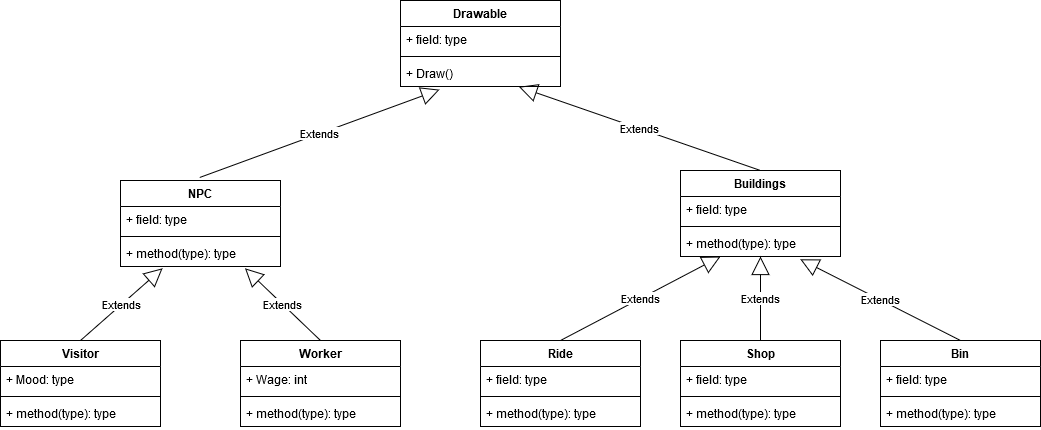 Drawable
+ field: type
+ Draw()
Extends
Extends
NPC
+ field: type
+ method(type): type
Buildings
+ field: type
+ method(type): type
Extends
Extends
Extends
Extends
Extends
Visitor
+ Mood: type
+ method(type): type
Worker
+ Wage: int
+ method(type): type
Ride
+ field: type
+ method(type): type
Shop
+ field: type
+ method(type): type
Bin
+ field: type
+ method(type): type